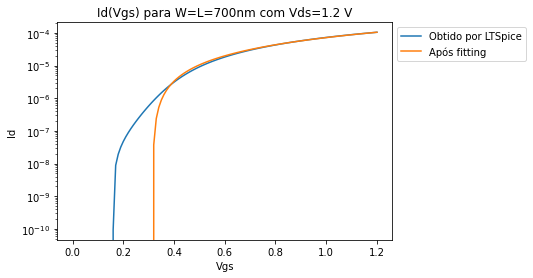 Id(Vgs) para W=L=700nm com Vds=1.2 V
Obtido por LTSpice
Após fitting
10⁻⁴
10⁻⁵
10⁻⁶
10⁻⁷
10⁻⁸
10⁻⁹
10⁻¹⁰
Id
0.0 0.2 0.4 0.6 0.8 1.0 1.2
Vgs